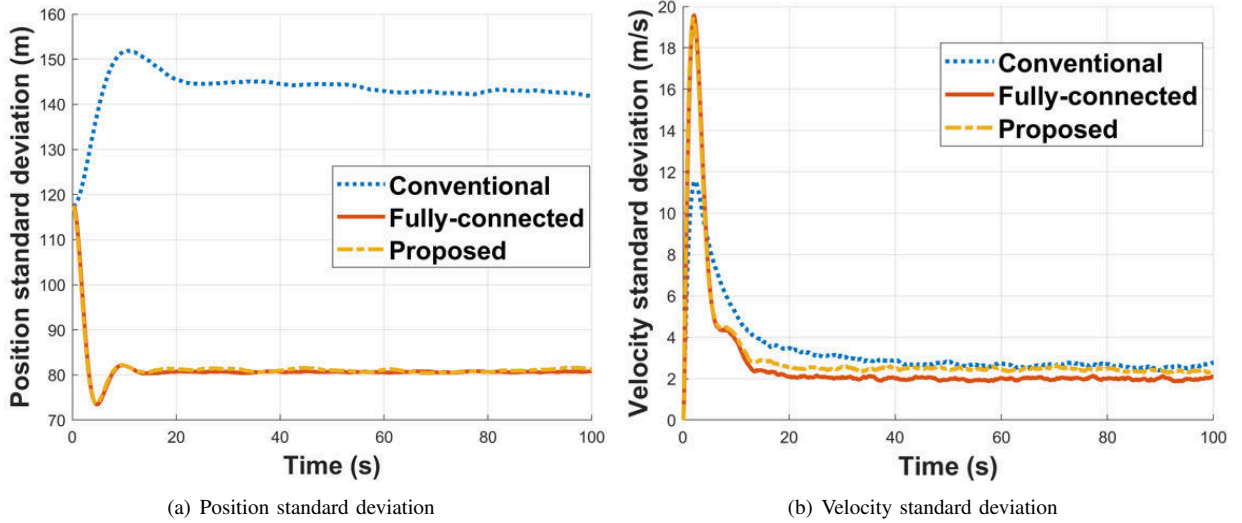 Position standard deviation (m)
160
150
140
130
120
110
100
90
80
70
Conventional
Fully-connected
Proposed
0 20 40 60 80 100
Time (s)
(a) Position standard deviation
Velocity standard deviation (m/s)
20
18
16
14
12
10
8
6
4
2
0
Conventional
Fully-connected
Proposed
0 20 40 60 80 100
Time (s)
(b) Velocity standard deviation